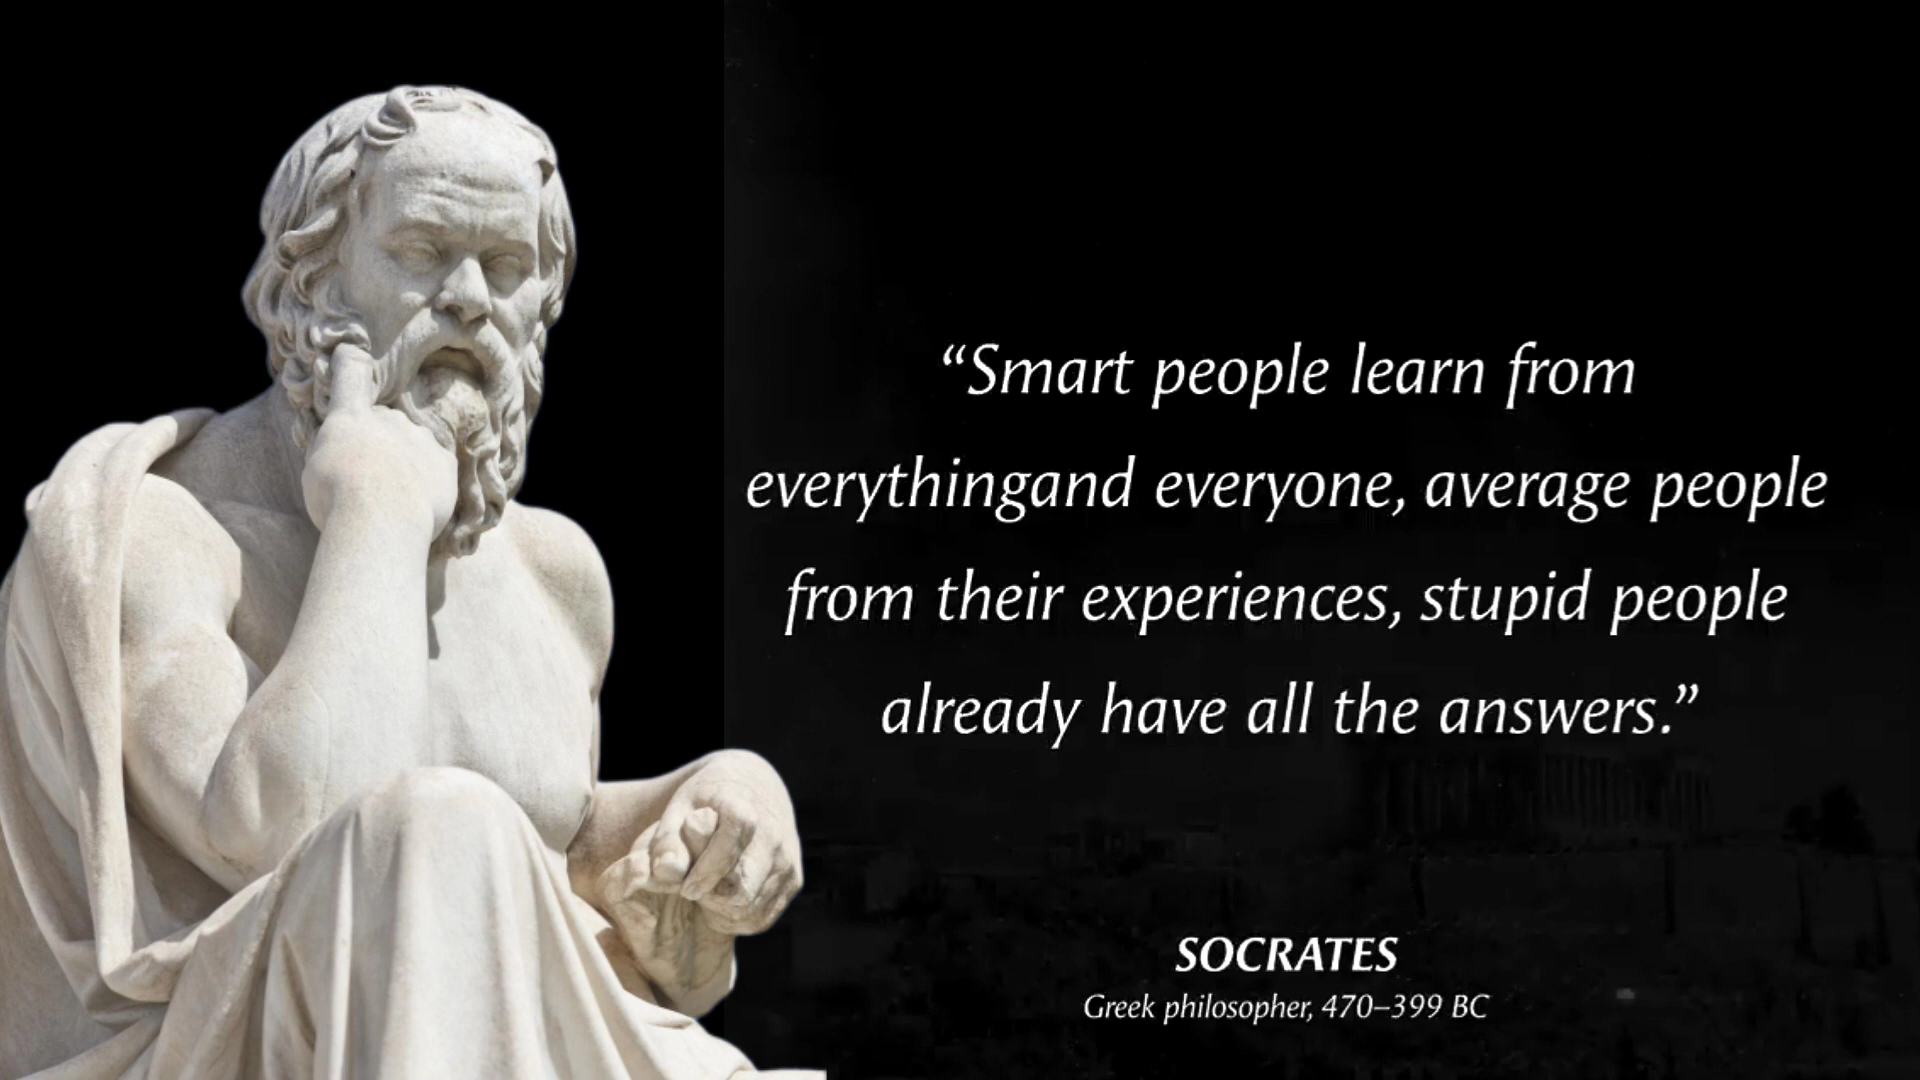 “Smart people learn from
everythingand everyone, average people
from their experiences, stupid people
already have all the answers.”
SOCRATES
Greek philosopher, 470–399 BC